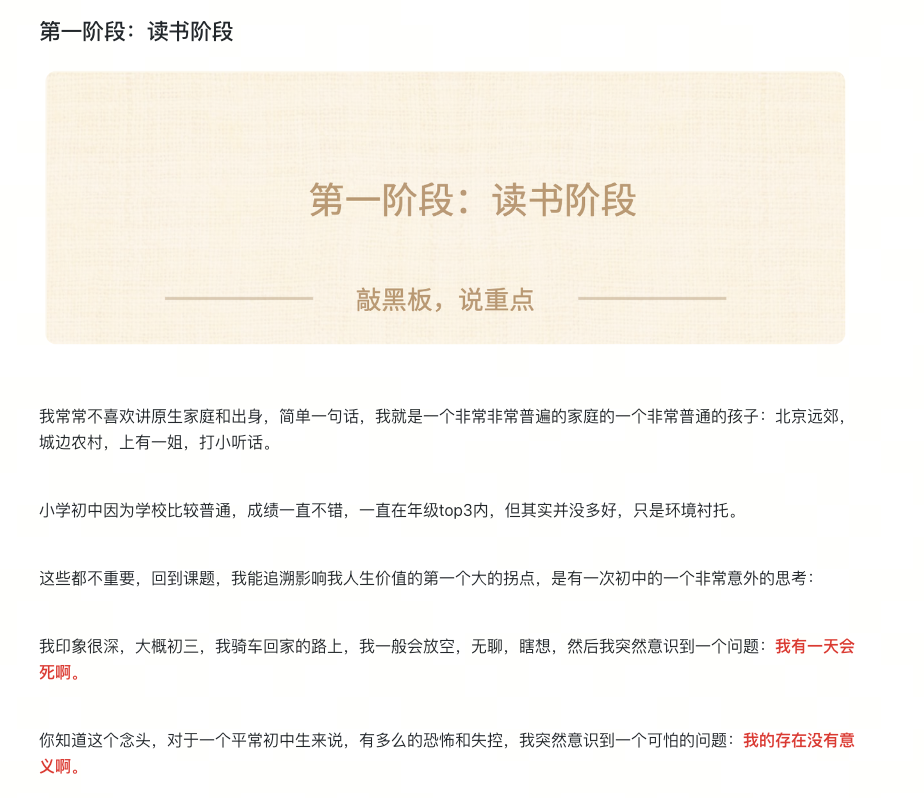 第一阶段：读书阶段
第一阶段：读书阶段
敲黑板，说重点
我常常不喜欢讲原生家庭和出身，简单一句话，我就是一个非常非常普遍的家庭的一个非常普通的孩子：北京远郊，
城边农村，上有一姐，打小听话。
小学初中因为学校比较普通，成绩一直不错，一直在年级top3内，但其实并没多好，只是环境衬托。
这些都不重要，回到课题，我能追溯影响我人生价值的第一个大的拐点，是有一次初中的一个非常意外的思考：
我印象很深，大概初三，我骑车回家的路上，我一般会放空，无聊，瞎想，然后我突然意识到一个问题：我有一天会
死啊。
你知道这个念头，对于一个平常初中生来说，有多么的恐怖和失控，我突然意识到一个可怕的问题：我的存在没有意
义啊。